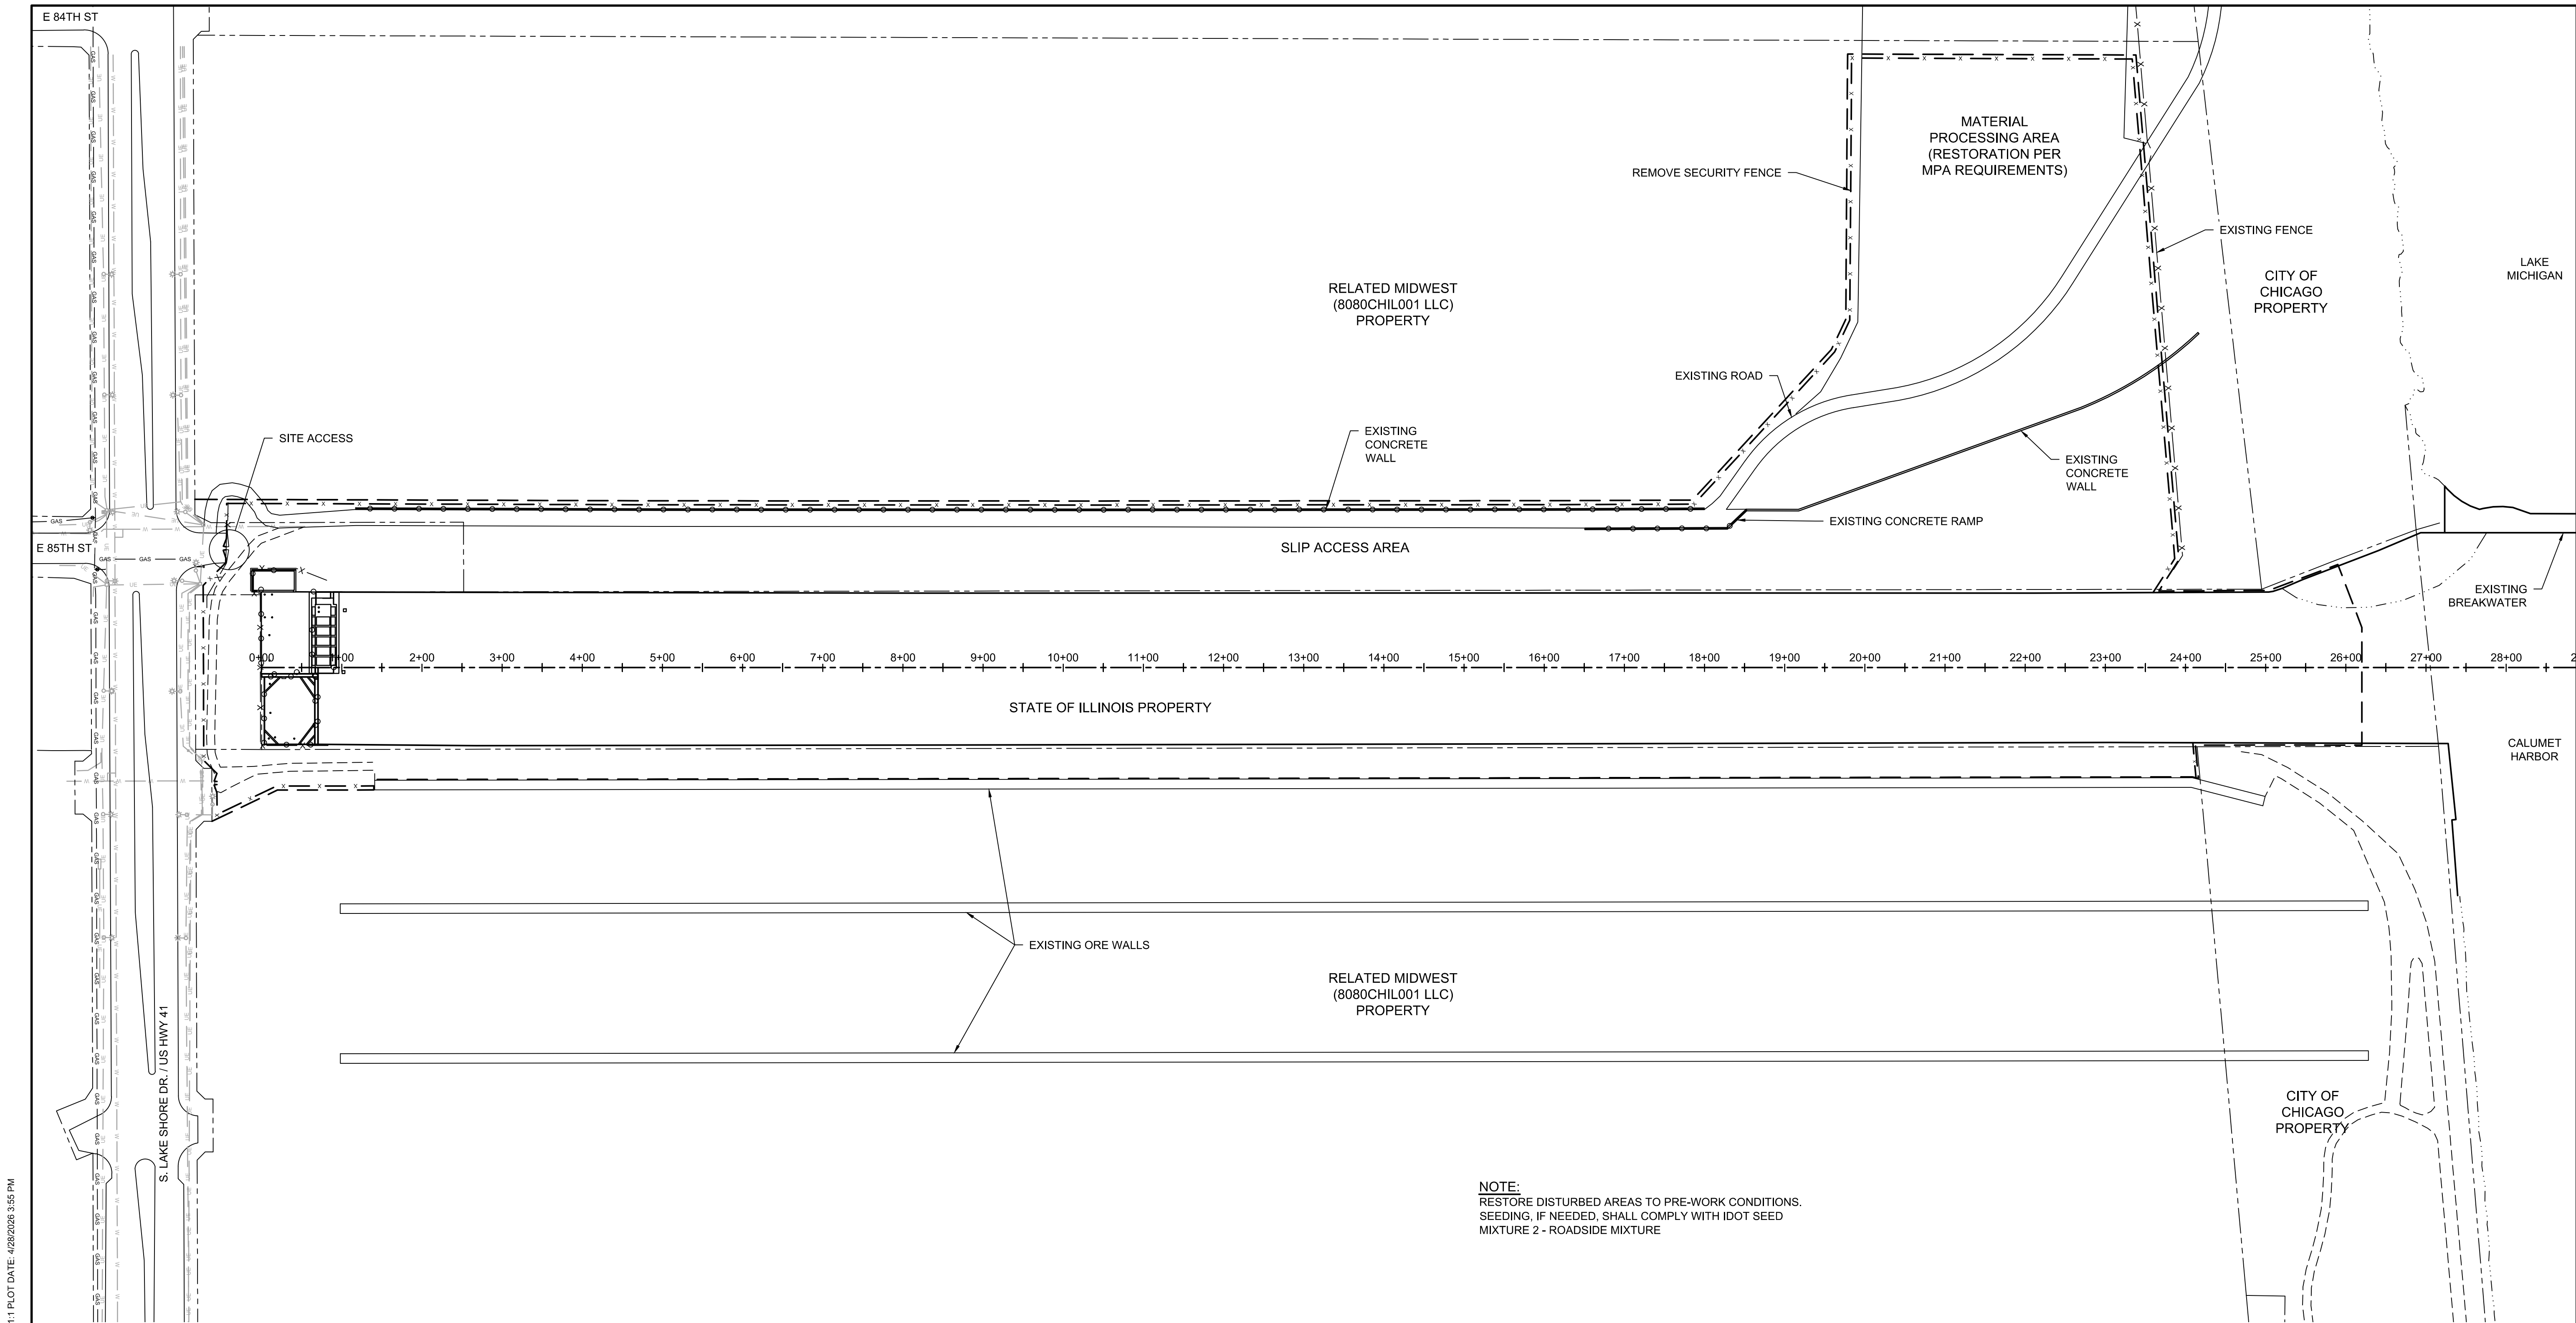 E 84TH ST
MATERIAL
PROCESSING AREA
(RESTORATION PER
MPA REQUIREMENTS)
REMOVE SECURITY FENCE
EXISTING FENCE
LAKE
MICHIGAN
CITY OF
CHICAGO
PROPERTY
RELATED MIDWEST
(8080CHIL001 LLC)
PROPERTY
EXISTING ROAD
SITE ACCESS
EXISTING
CONCRETE
WALL
EXISTING
CONCRETE
WALL
EXISTING CONCRETE RAMP
E 85TH ST
GAS
SLIP ACCESS AREA
EXISTING
BREAKWATER
0+00 1+00 2+00 3+00 4+00 5+00 6+00 7+00 8+00 9+00 10+00 11+00 12+00 13+00 14+00 15+00 16+00 17+00 18+00 19+00 20+00 21+00 22+00 23+00 24+00 25+00 26+00 27+00 28+00
STATE OF ILLINOIS PROPERTY
CALUMET
HARBOR
EXISTING ORE WALLS
RELATED MIDWEST
(8080CHIL001 LLC)
PROPERTY
S. LAKE SHORE DR. / US HWY 41
CITY OF
CHICAGO
PROPERTY
NOTE:
RESTORE DISTURBED AREAS TO PRE-WORK CONDITIONS.
SEEDING, IF NEEDED, SHALL COMPLY WITH IDOT SEED
MIXTURE 2 - ROADSIDE MIXTURE
1:1 PLOT DATE: 4/28/2026 3:55 PM